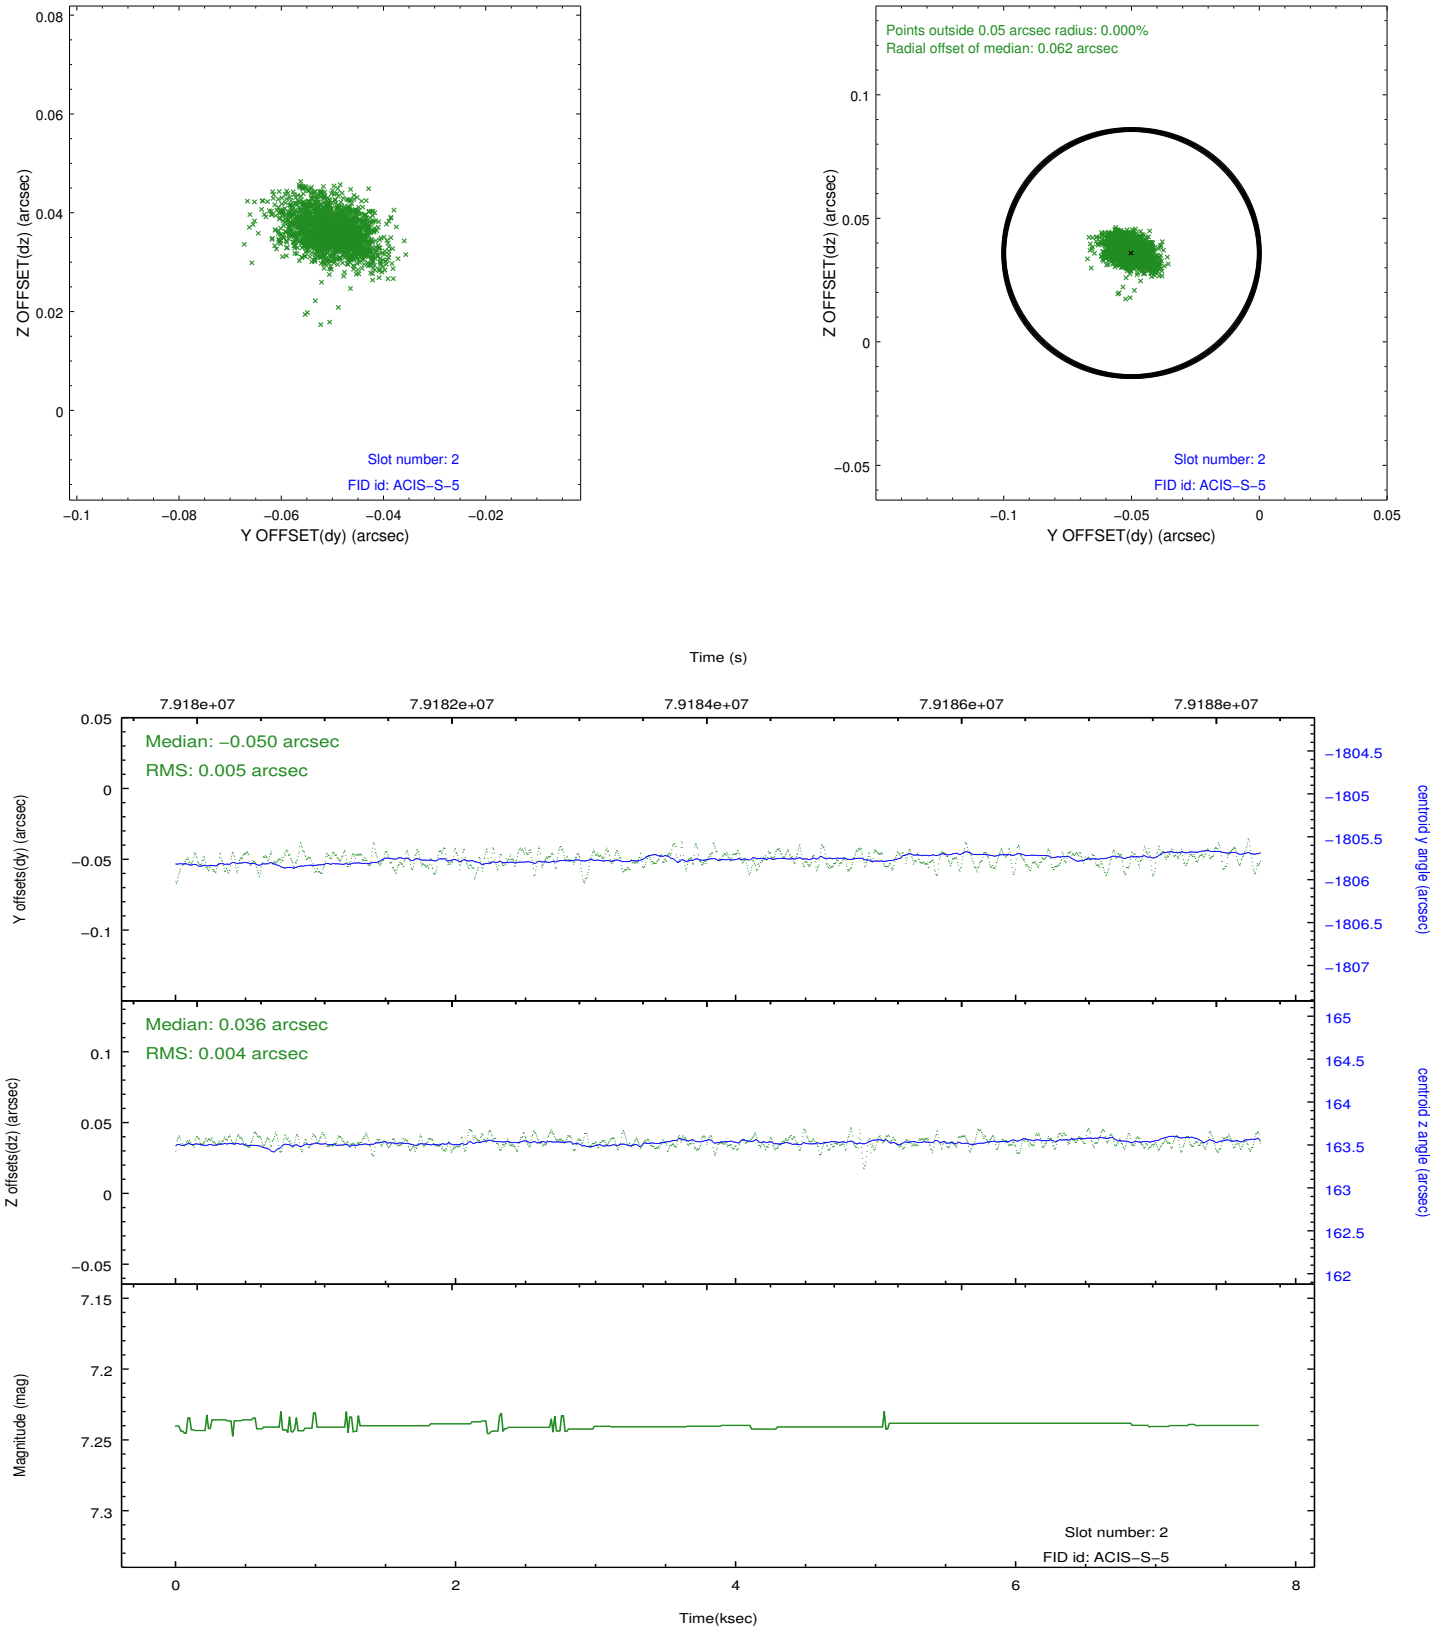 0.08
0.06
0.04
0.02
0
Z OFFSET(dz) (arcsec)
Slot number: 2
FID id: ACIS−S−5
−0.1
−0.08
−0.06
−0.04
−0.02
Y OFFSET(dy) (arcsec)
Points outside 0.05 arcsec radius: 0.000%
Radial offset of median: 0.062 arcsec
0.1
0.05
0
−0.05
Z OFFSET(dz) (arcsec)
Slot number: 2
FID id: ACIS−S−5
−0.1
−0.05
0
0.05
Y OFFSET(dy) (arcsec)
Time (s)
7.918e+07
7.9182e+07
7.9184e+07
7.9186e+07
7.9188e+07
Median: −0.050 arcsec
RMS: 0.005 arcsec
0.05
0
−0.05
−0.1
Y offsets(dy) (arcsec)
−1804.5
−1805
−1805.5
−1806
−1806.5
−1807
centroid y angle (arcsec)
Median: 0.036 arcsec
RMS: 0.004 arcsec
0.1
0.05
0
−0.05
Z offsets(dz) (arcsec)
165
164.5
164
163.5
163
162.5
162
centroid z angle (arcsec)
7.15
7.2
7.25
7.3
Magnitude (mag)
Slot number: 2
FID id: ACIS−S−5
0
2
4
6
8
Time(ksec)